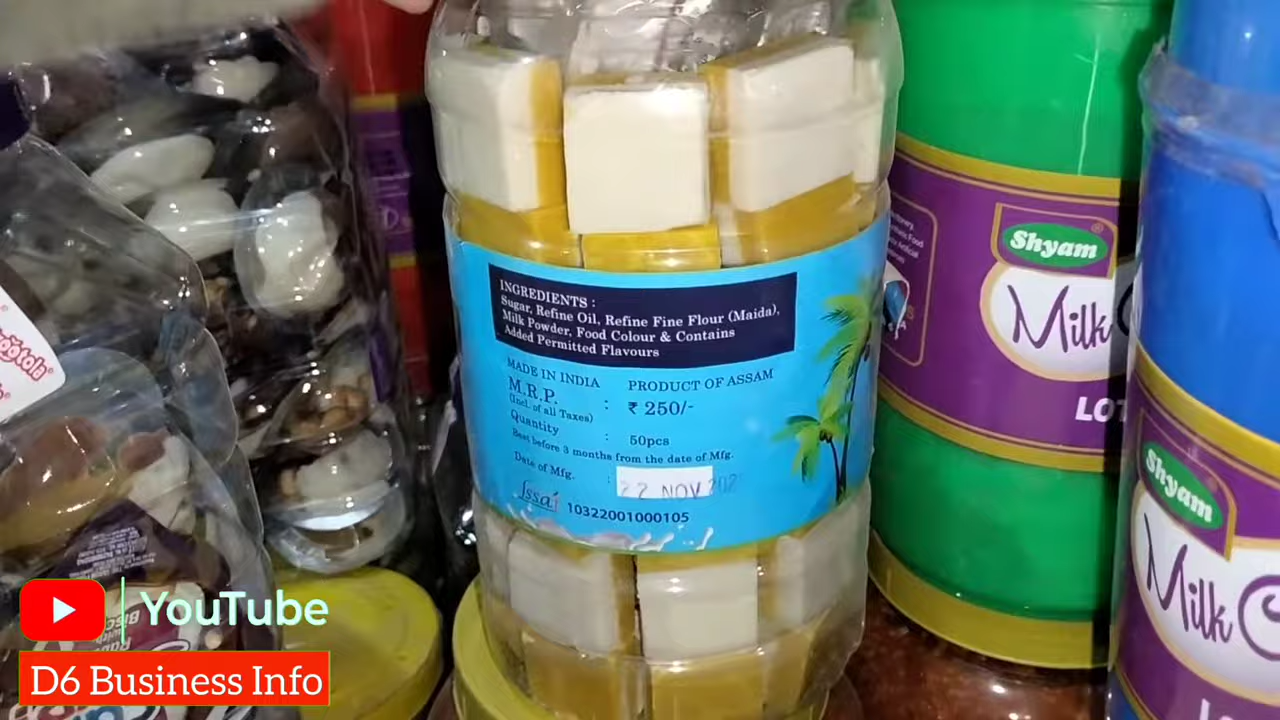 INGREDIENTS :
Sugar, Refine Oil, Refine Fine Flour (Maida),
Milk Powder, Food Colour & Contains
Added Permitted Flavours
MADE IN INDIA PRODUCT OF ASSAM
M.R.P. : ₹ 250/-
(Incl. of all Taxes)
Quantity : 50pcs
Best before 3 months from the date of Mfg.
Date of Mfg. : 22 NOV
fssai 10322001000105
Shyam
Milk
LOT
Shyam
Milk
YouTube
D6 Business Info